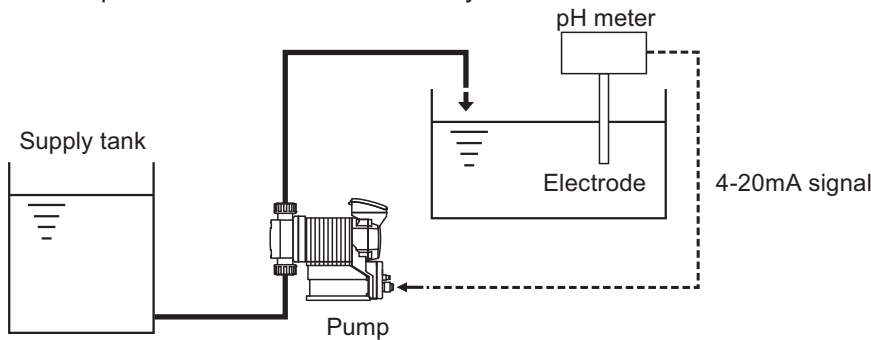 pH meter
Supply tank
Electrode
4-20mA signal
Pump